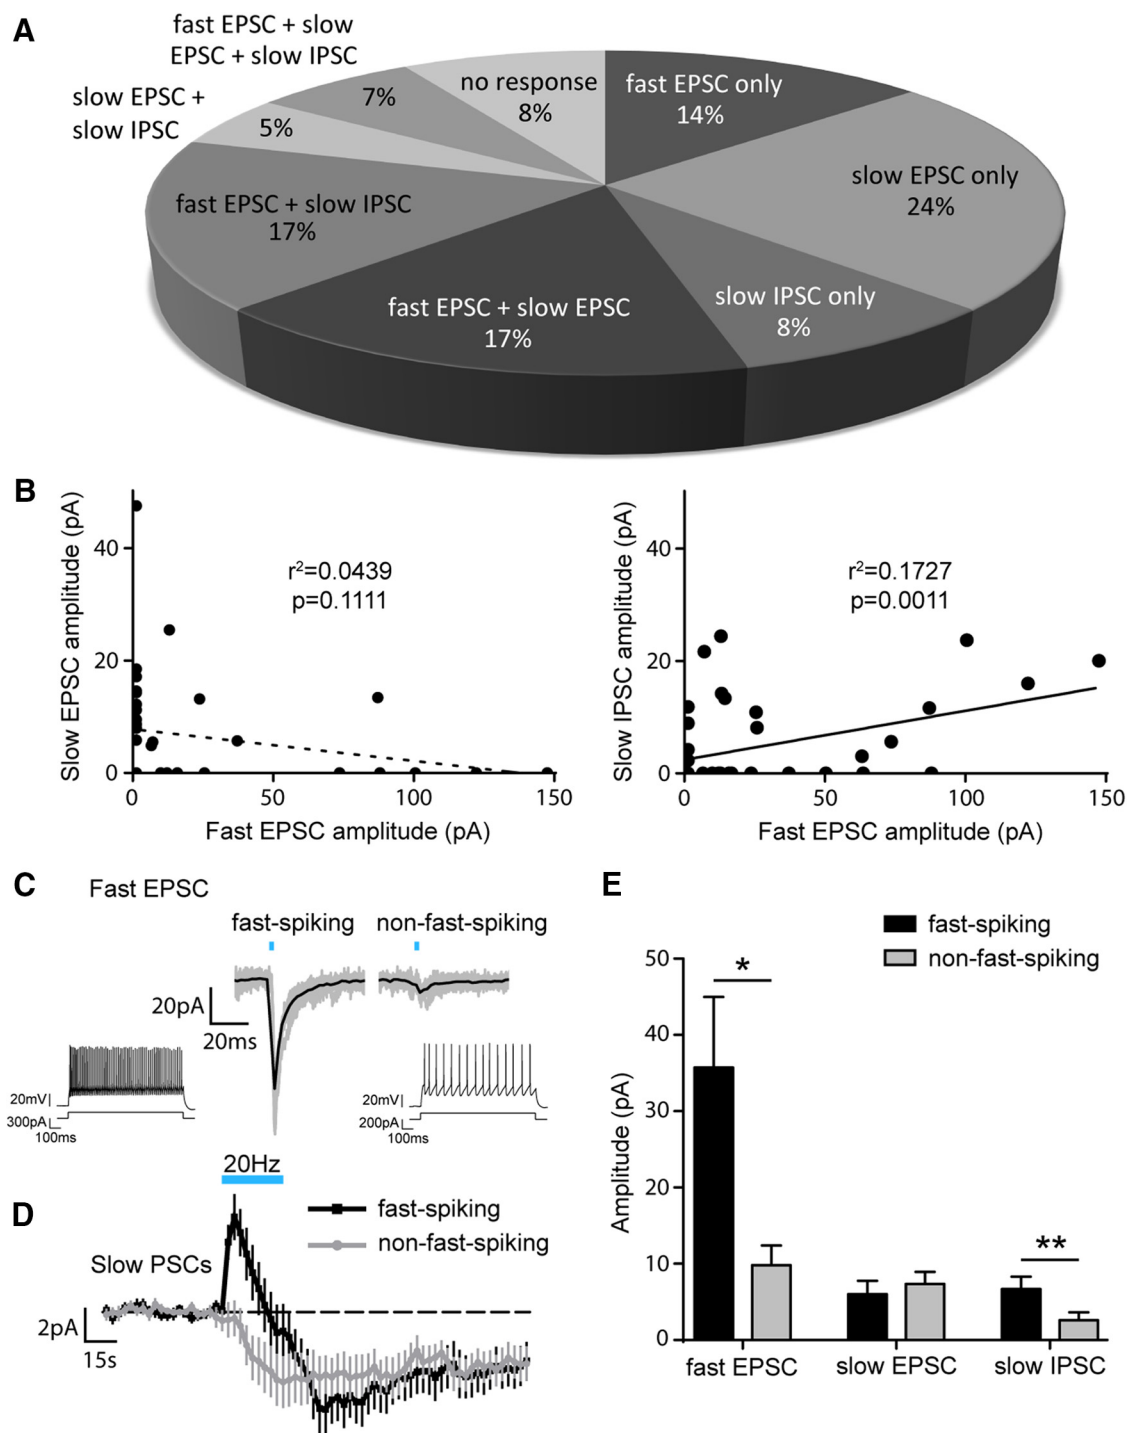 A
fast EPSC + slow
EPSC + slow IPSC
slow EPSC +
slow IPSC
7%
5%
no response
8%
fast EPSC only
14%
slow EPSC only
24%
fast EPSC + slow IPSC
17%
fast EPSC + slow EPSC
17%
slow IPSC only
8%
B
Slow EPSC amplitude (pA)
40
20
0
r²=0.0439
p=0.1111
0 50 100 150
Fast EPSC amplitude (pA)
Slow IPSC amplitude (pA)
40
20
0
r²=0.1727
p=0.0011
0 50 100 150
Fast EPSC amplitude (pA)
C
Fast EPSC
fast-spiking
non-fast-spiking
20pA
20ms
20mV
300pA
100ms
20mV
200pA
100ms
D
20Hz
fast-spiking
non-fast-spiking
Slow PSCs
2pA
15s
E
fast-spiking
non-fast-spiking
Amplitude (pA)
50
40
30
20
10
0
*
**
fast EPSC
slow EPSC
slow IPSC